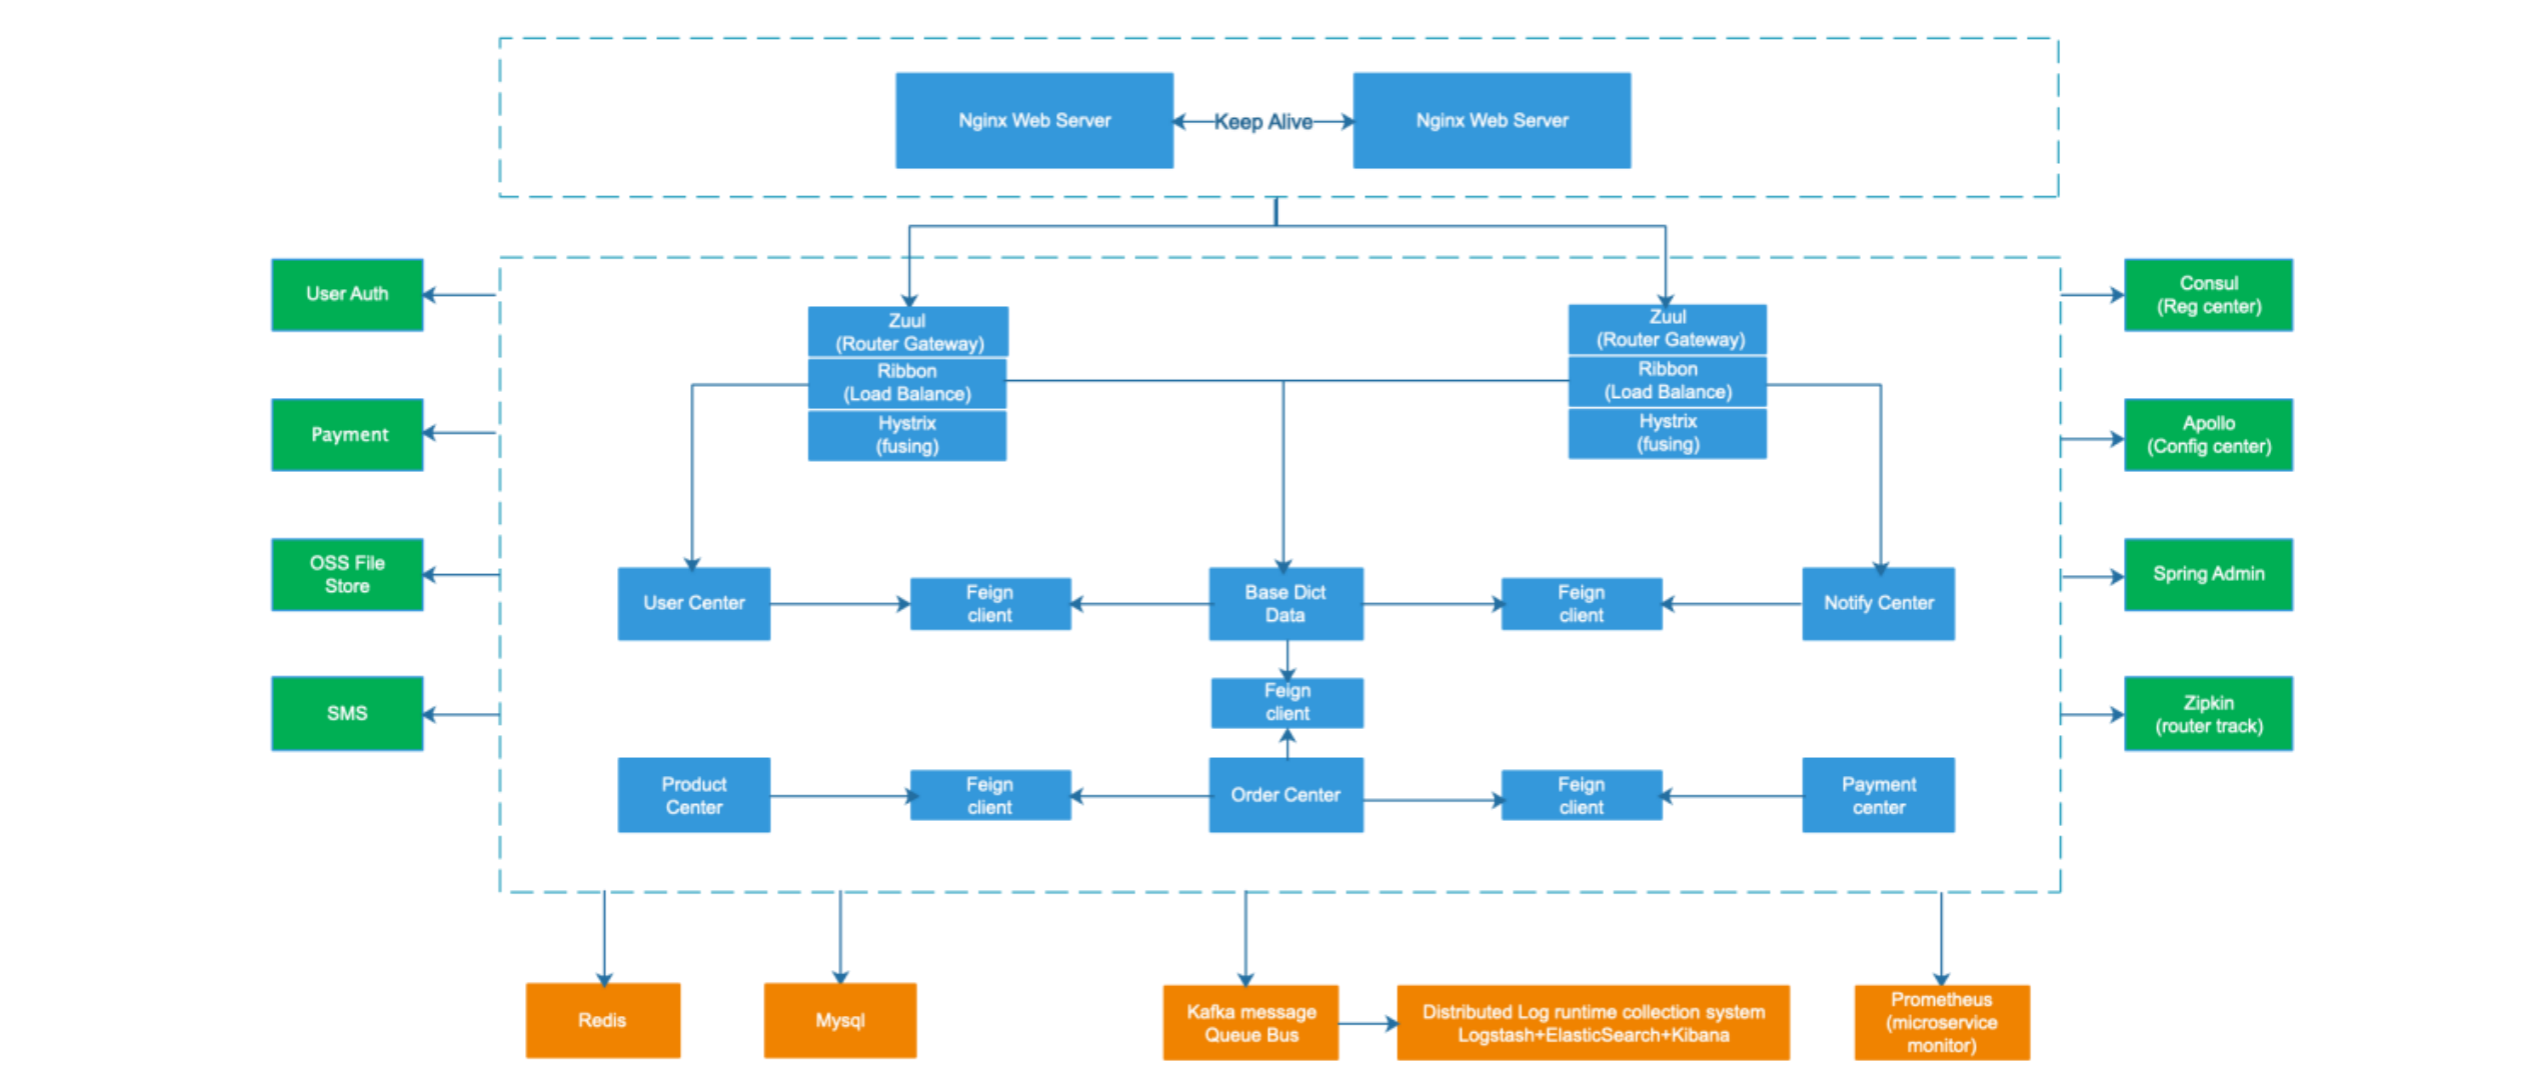 Nginx Web Server
Keep Alive
Nginx Web Server
User Auth
Payment
OSS File
Store
SMS
Zuul
(Router Gateway)
Ribbon
(Load Balance)
Hystrix
(fusing)
Zuul
(Router Gateway)
Ribbon
(Load Balance)
Hystrix
(fusing)
Consul
(Reg center)
Apollo
(Config center)
Spring Admin
Zipkin
(router track)
User Center
Feign
client
Base Dict
Data
Feign
client
Notify Center
Feign
client
Product
Center
Feign
client
Order Center
Feign
client
Payment
center
Redis
Mysql
Kafka message
Queue Bus
Distributed Log runtime collection system
Logstash+ElasticSearch+Kibana
Prometheus
(microservice
monitor)